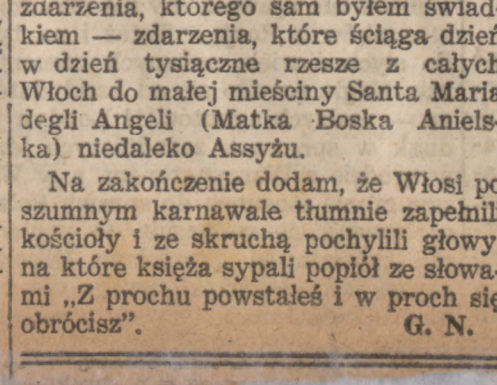 zdarzenia, którego sam byłem świad-
kiem — zdarzenia, które ściąga dzień
w dzień tysiączne rzesze z całych
Włoch do małej mieściny Santa Maria
degli Angeli (Matka Boska Aniels-
ka) niedaleko Assyżu.
Na zakończenie dodam, że Włosi po
szumnym karnawale tłumnie zapełnili
kościoły i ze skruchą pochylili głowy
na które księża sypali popiół ze słowa-
mi „Z prochu powstałeś i w proch się
obrócisz”. G. N.